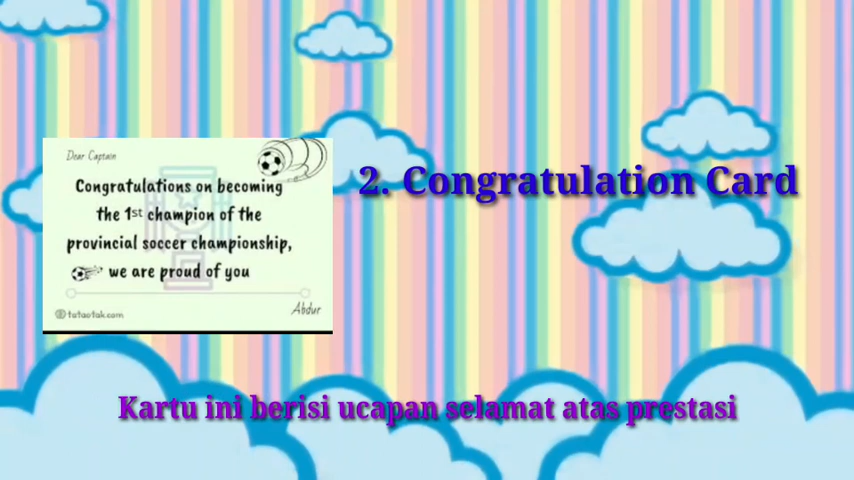 Dear Captain
Congratulations on becoming
the 1st champion of the
provincial soccer championship,
we are proud of you
Abdur
tataotak.com
2. Congratulation Card
Kartu ini berisi ucapan selamat atas prestasi